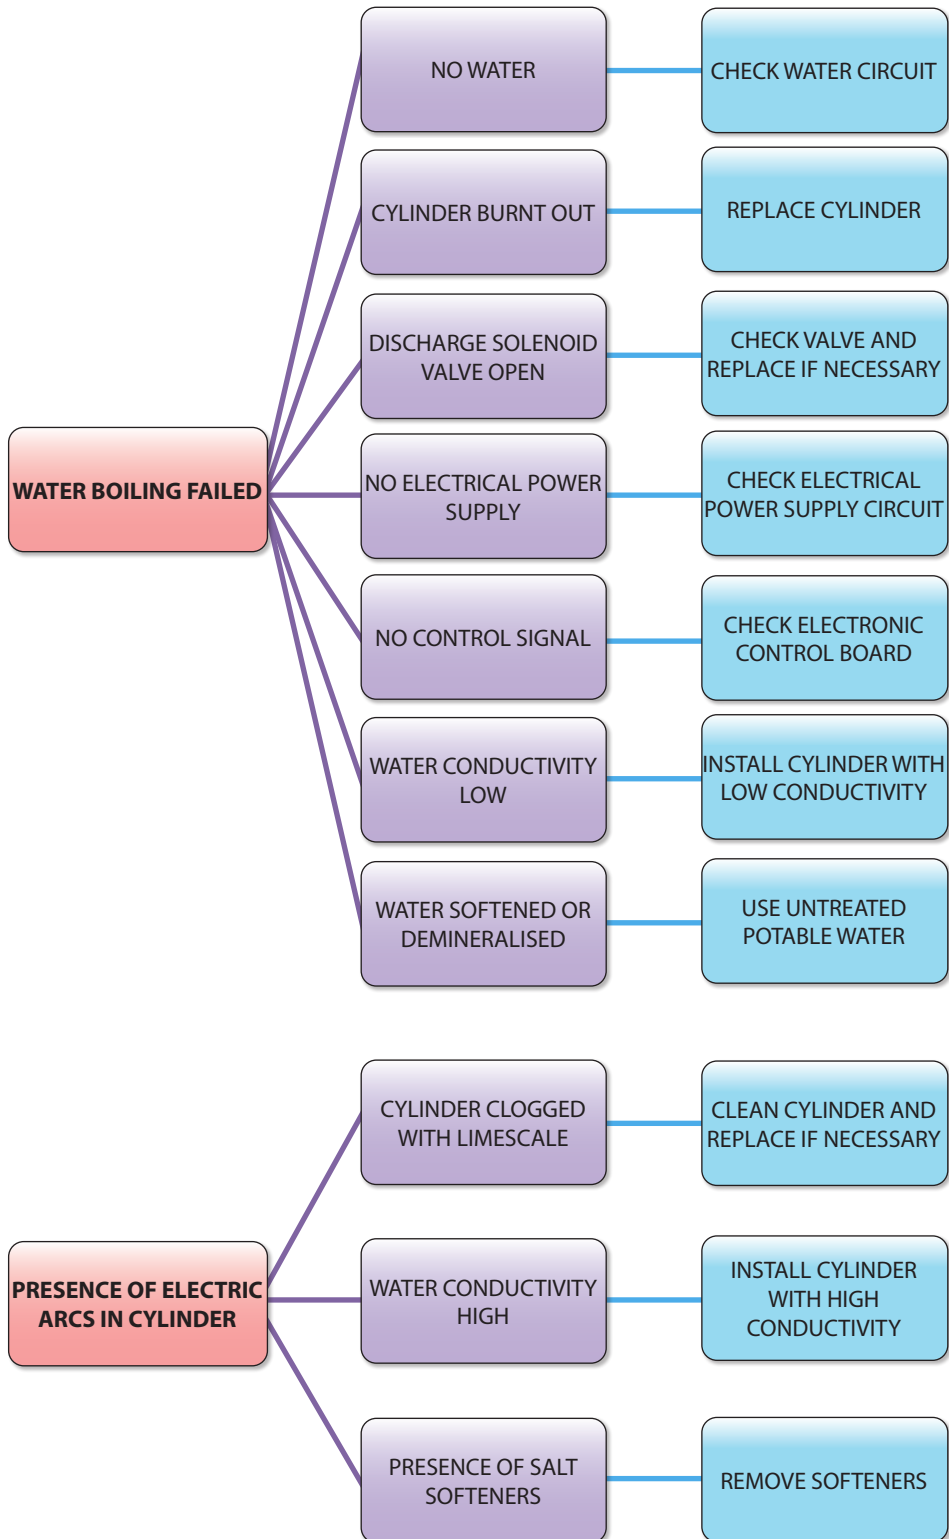 NO WATER
CHECK WATER CIRCUIT
CYLINDER BURNT OUT
REPLACE CYLINDER
DISCHARGE SOLENOID
VALVE OPEN
CHECK VALVE AND
REPLACE IF NECESSARY
WATER BOILING FAILED
NO ELECTRICAL POWER
SUPPLY
CHECK ELECTRICAL
POWER SUPPLY CIRCUIT
NO CONTROL SIGNAL
CHECK ELECTRONIC
CONTROL BOARD
WATER CONDUCTIVITY
LOW
INSTALL CYLINDER WITH
LOW CONDUCTIVITY
WATER SOFTENED OR
DEMINERALISED
USE UNTREATED
POTABLE WATER
CYLINDER CLOGGED
WITH LIMESCALE
CLEAN CYLINDER AND
REPLACE IF NECESSARY
PRESENCE OF ELECTRIC
ARCS IN CYLINDER
WATER CONDUCTIVITY
HIGH
INSTALL CYLINDER
WITH HIGH
CONDUCTIVITY
PRESENCE OF SALT
SOFTENERS
REMOVE SOFTENERS